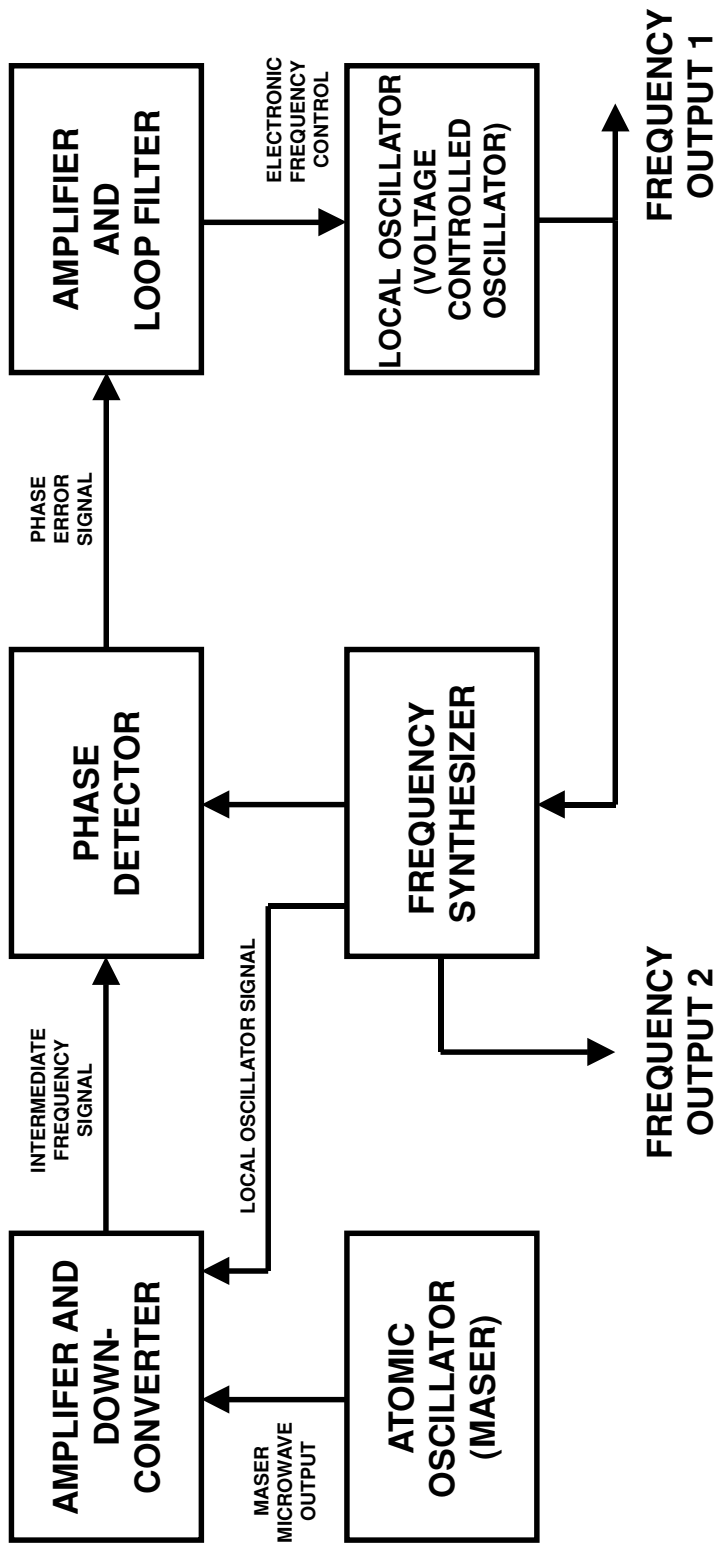 AMPLIFER AND
DOWN-
CONVERTER
INTERMEDIATE
FREQUENCY
SIGNAL
PHASE
DETECTOR
PHASE
ERROR
SIGNAL
AMPLIFIER
AND
LOOP FILTER
MASER
MICROWAVE
OUTPUT
LOCAL OSCILLATOR SIGNAL
ELECTRONIC
FREQUENCY
CONTROL
ATOMIC
OSCILLATOR
(MASER)
FREQUENCY
SYNTHESIZER
LOCAL OSCILLATOR
(VOLTAGE
CONTROLLED
OSCILLATOR)
FREQUENCY
OUTPUT 2
FREQUENCY
OUTPUT 1